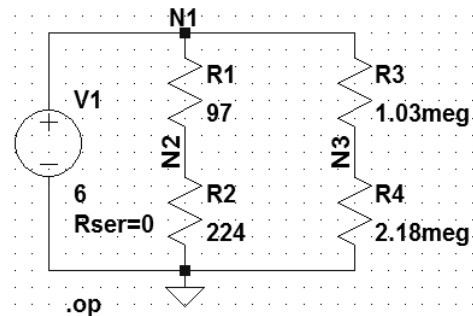 N1
R1
97
R3
1.03meg
V1
N2
N3
6
Rser=0
R2
224
R4
2.18meg
.op